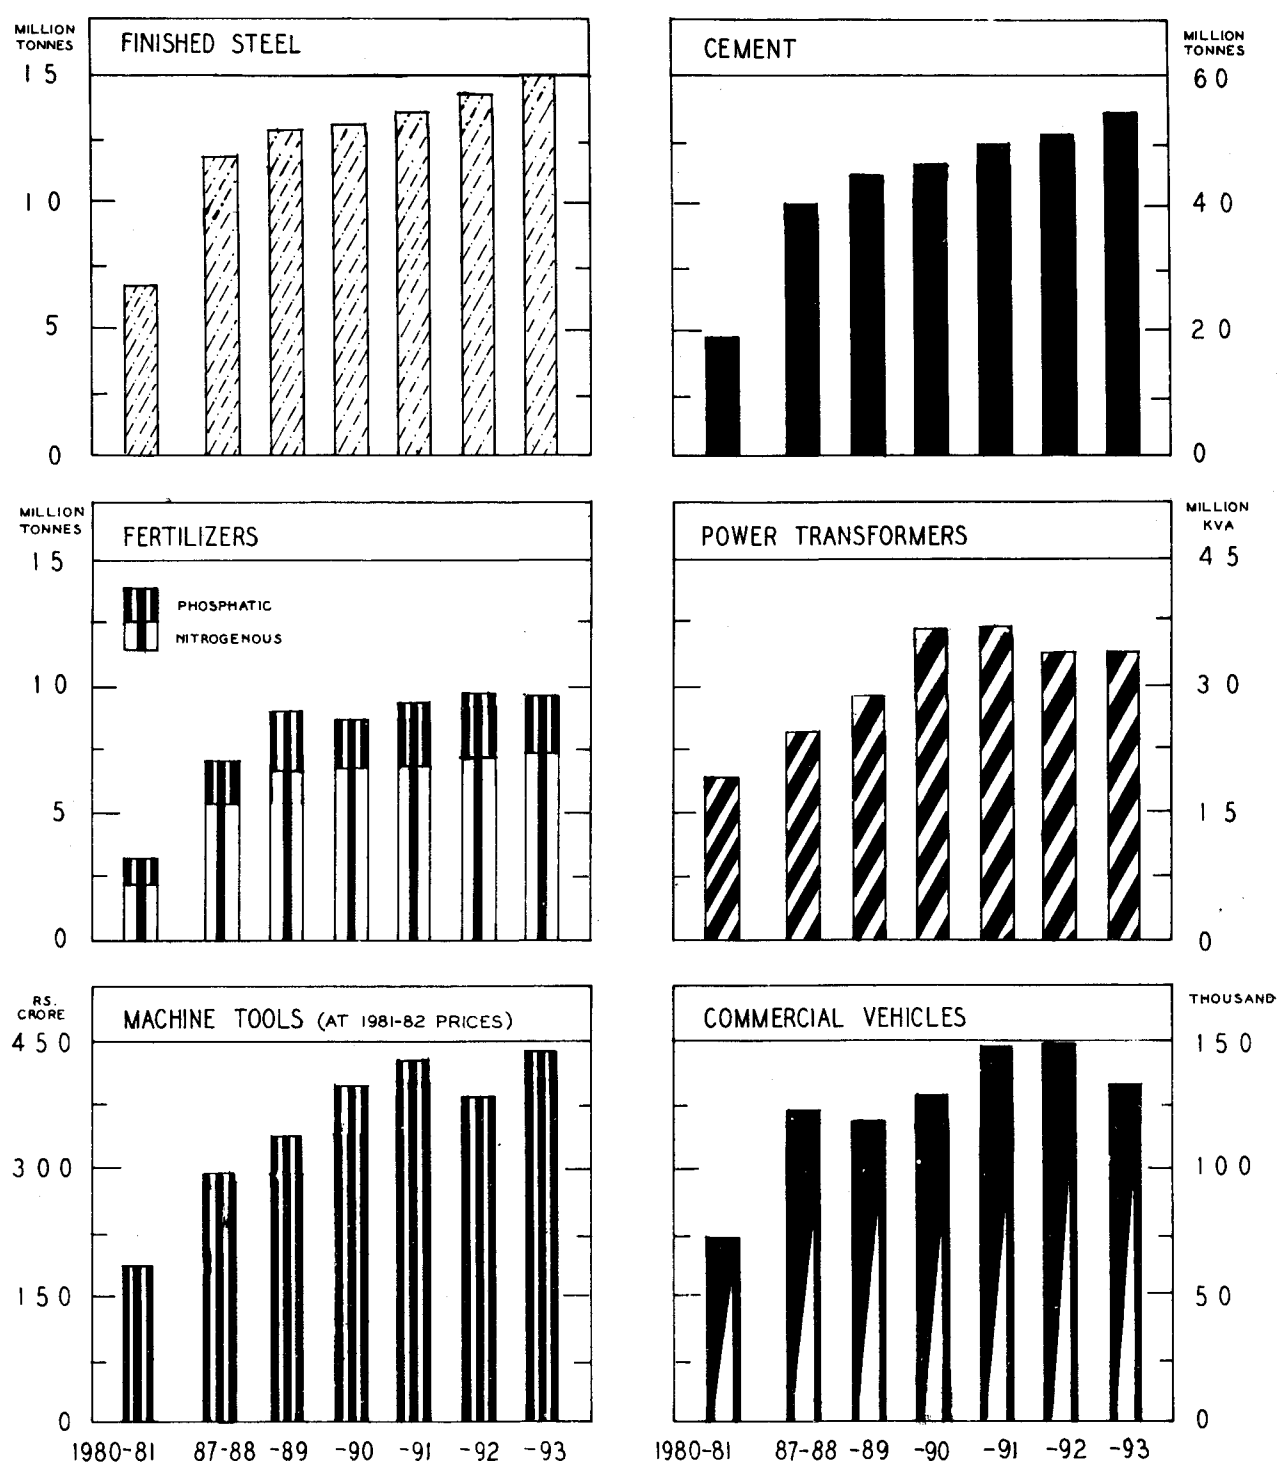 MILLION
TONNES
FINISHED STEEL
15
10
5
0
CEMENT
MILLION
TONNES
60
40
20
0
MILLION
TONNES
FERTILIZERS
15
PHOSPHATIC
NITROGENOUS
10
5
0
POWER TRANSFORMERS
MILLION
KVA
45
30
15
0
RS.
CRORE
MACHINE TOOLS (AT 1981-82 PRICES)
450
300
150
0
1980-81 87-88 -89 -90 -91 -92 -93
COMMERCIAL VEHICLES
THOUSAND
150
100
50
0
1980-81 87-88 -89 -90 -91 -92 -93